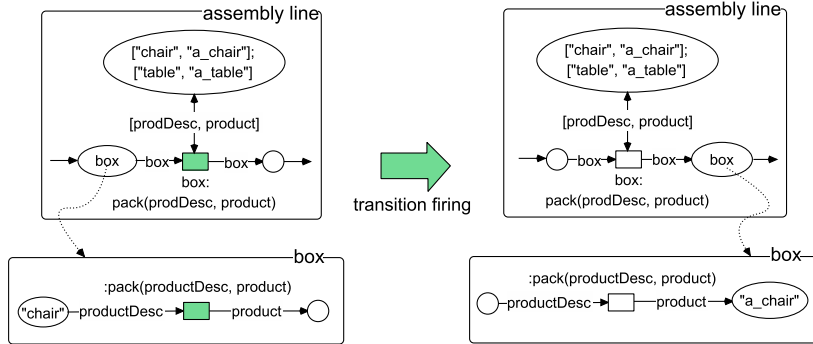 assembly line
["chair", "a_chair"];
["table", "a_table"]
[prodDesc, product]
box
box
box
box:
pack(prodDesc, product)
box
:pack(productDesc, product)
"chair"
productDesc
product
transition firing
assembly line
["chair", "a_chair"];
["table", "a_table"]
[prodDesc, product]
box
box
box
box:
pack(prodDesc, product)
box
:pack(productDesc, product)
productDesc
product
"a_chair"